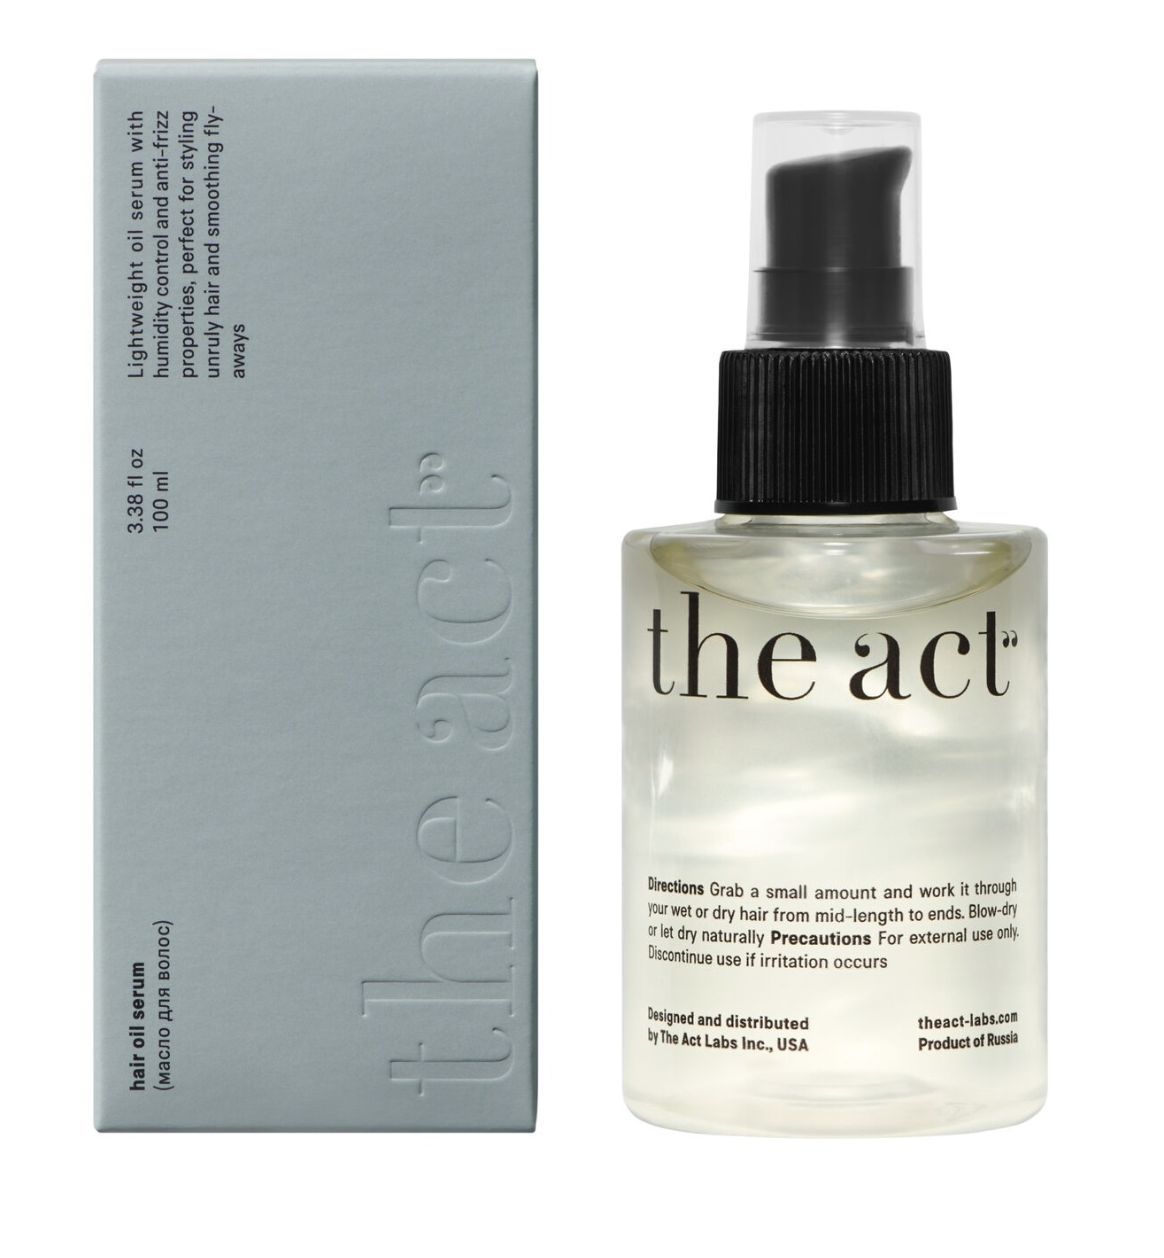 Lightweight oil serum with
humidity control and anti-frizz
properties, perfect for styling
unruly hair and smoothing fly-
aways
3.38 fl oz
100 ml
hair oil serum
(масло для волос)
the act”
the act”
Directions Grab a small amount and work it through
your wet or dry hair from mid-length to ends. Blow-dry
or let dry naturally Precautions For external use only.
Discontinue use if irritation occurs
Designed and distributed
by The Act Labs Inc., USA
theact-labs.com
Product of Russia